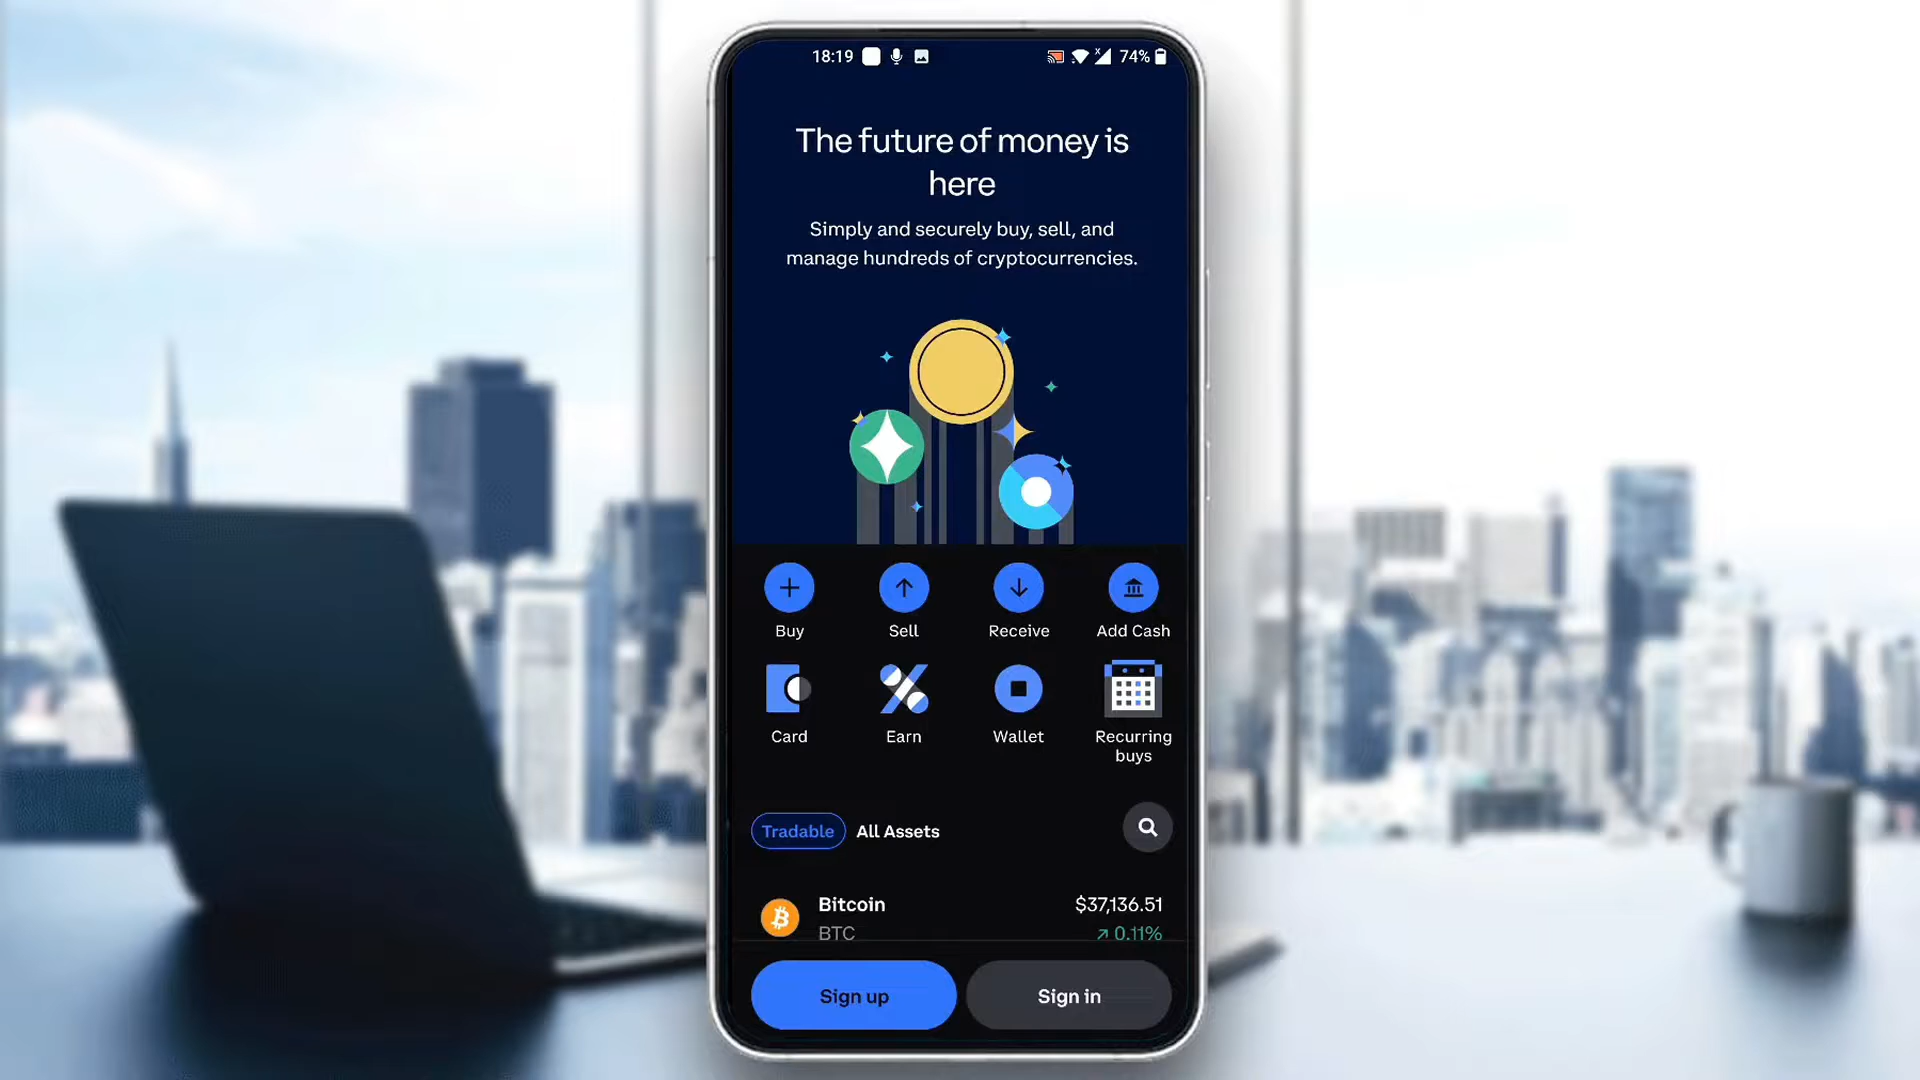 18:19 74%
The future of money is
here
Simply and securely buy, sell, and
manage hundreds of cryptocurrencies.
Buy Sell Receive Add Cash
Card Earn Wallet Recurring
buys
Tradable All Assets
Bitcoin $37,136.51
BTC ↗ 0.11%
Sign up Sign in